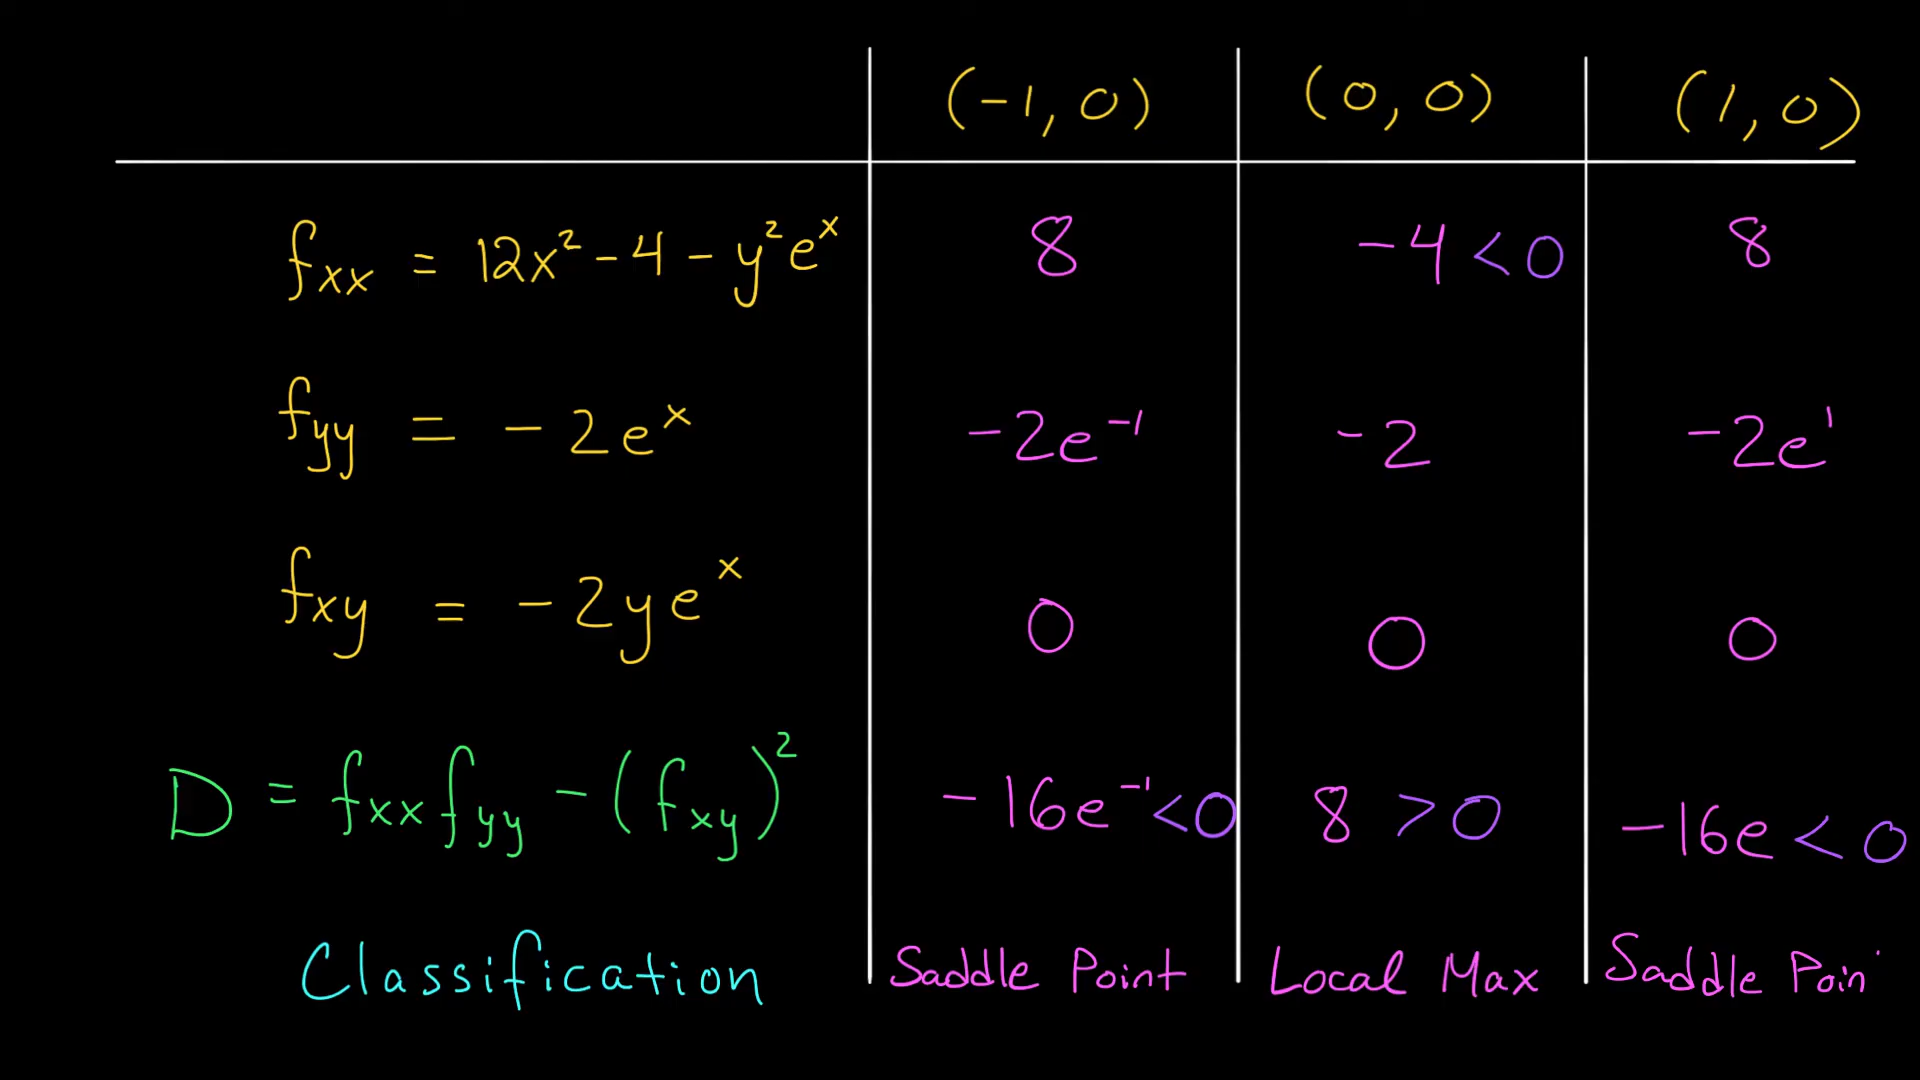 (-1, 0) (0, 0) (1, 0)
fxx = 12x² - 4 - y²eˣ 8 -4 < 0 8
fyy = -2eˣ -2e⁻¹ -2 -2e¹
fxy = -2yeˣ 0 0 0
D = fxx fyy - (fxy)² -16e⁻¹ < 0 8 > 0 -16e < 0
Classification Saddle Point Local Max Saddle Poin